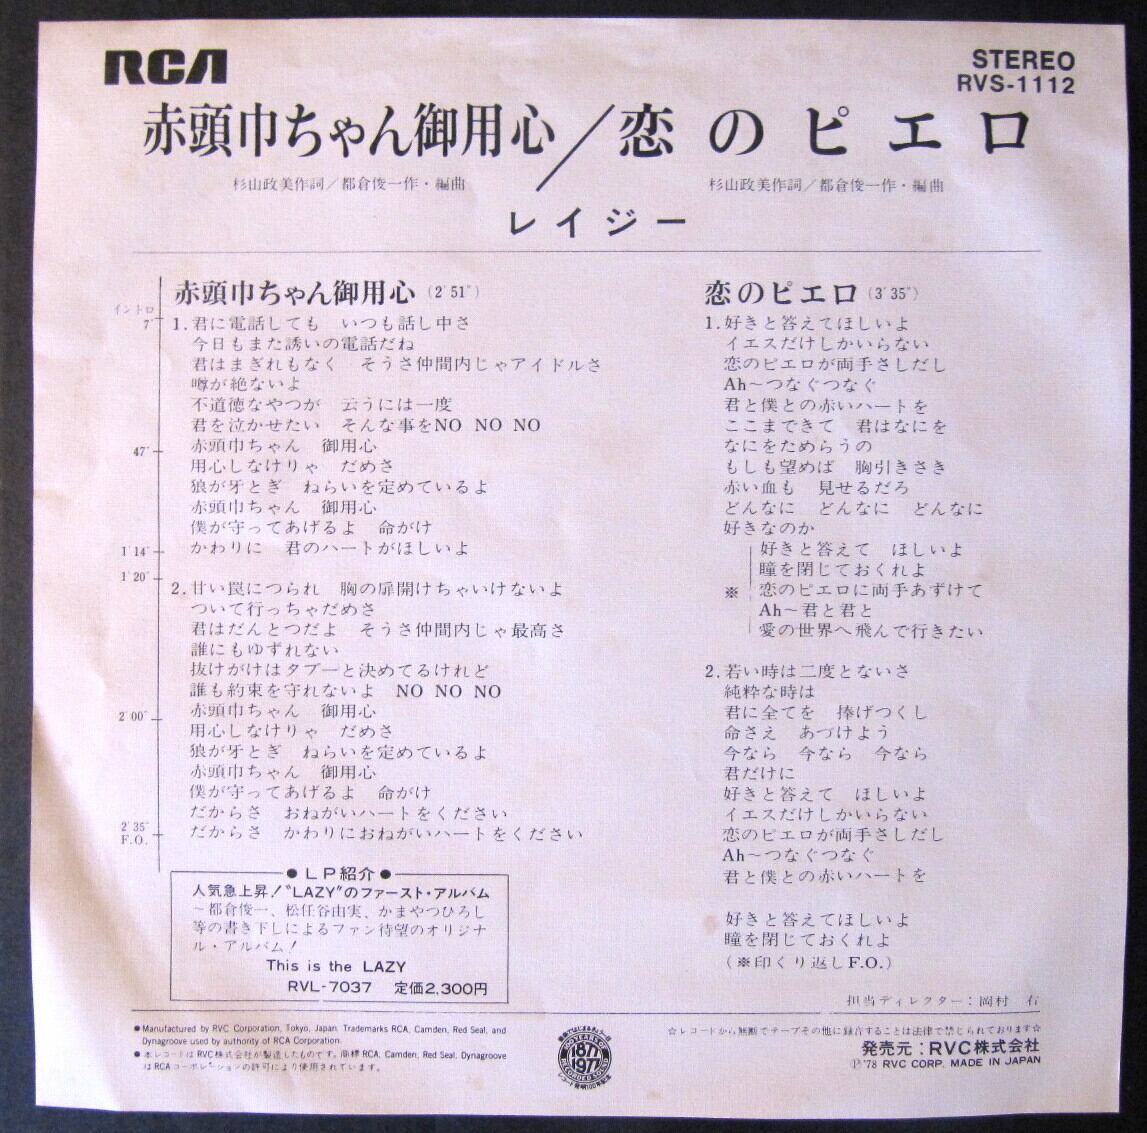 RCA
STEREO
RVS-1112
赤頭巾ちゃん御用心／恋のピエロ
杉山政美作詞／都倉俊一作・編曲
杉山政美作詞／都倉俊一作・編曲
レイジー
赤頭巾ちゃん御用心 (2′51″)
イントロ
7″
1. 君に電話しても　いつも話し中さ
今日もまた誘いの電話だね
君はまぎれもなく　そうさ仲間内じゃアイドルさ
噂が絶ないよ
不道徳なやつが　云うには一度
君を泣かせたい　そんな事をNO NO NO
47″
赤頭巾ちゃん　御用心
用心しなけりゃ　だめさ
狼が牙とぎ　ねらいを定めているよ
赤頭巾ちゃん　御用心
僕が守ってあげるよ　命がけ
1′14″
かわりに　君のハートがほしいよ
1′20″
2. 甘い罠につられ　胸の扉開けちゃいけないよ
ついて行っちゃだめさ
君はだんとつだよ　そうさ仲間内じゃ最高さ
誰にもゆずれない
抜けがけはタブーと決めてるけれど
誰も約束を守れないよ　NO NO NO
2′00″
赤頭巾ちゃん　御用心
用心しなけりゃ　だめさ
狼が牙とぎ　ねらいを定めているよ
赤頭巾ちゃん　御用心
僕が守ってあげるよ　命がけ
だからさ　おねがいハートをください
2′35″
F.O.
だからさ　かわりにおねがいハートをください
恋のピエロ (3′35″)
1. 好きと答えてほしいよ
イエスだけしかいらない
恋のピエロが両手さしだし
Ah〜つなぐつなぐ
君と僕との赤いハートを
ここまできて　君はなにを
なにをためらうの
もしも望めば　胸引きさき
赤い血も　見せるだろ
どんなに　どんなに　どんなに
好きなのか
※
好きと答えて　ほしいよ
瞳を閉じておくれよ
恋のピエロに両手あずけて
Ah〜君と君と
愛の世界へ飛んで行きたい
2. 若い時は二度とないさ
純粋な時は
君に全てを　捧げつくし
命さえ　あづけよう
今なら　今なら　今なら
君だけに
好きと答えて　ほしいよ
イエスだけしかいらない
恋のピエロが両手さしだし
Ah〜つなぐつなぐ
君と僕との赤いハートを
好きと答えてほしいよ
瞳を閉じておくれよ
(※印くり返しF.O.)
●LP紹介●
人気急上昇！“LAZY”のファースト・アルバム
〜都倉俊一、松任谷由実、かまやつひろし
等の書き下しによるファン待望のオリジナ
ル・アルバム！
This is the LAZY
RVL-7037　定価2,300円
担当ディレクター：岡村　右
●Manufactured by RVC Corporation, Tokyo, Japan. Trademarks RCA, Camden, Red Seal, and
Dynagroove used by authority of RCA Corporation.
●本レコードはRVC株式会社が製造したものです。商標RCA, Camden, Red Seal, Dynagroove
はRCAコーポレーションの許可により使用されています。
1877
1977
☆レコードから無断でテープその他に録音することは法律で禁じられております☆
発売元：RVC株式会社
Ⓟ'78 RVC CORP. MADE IN JAPAN